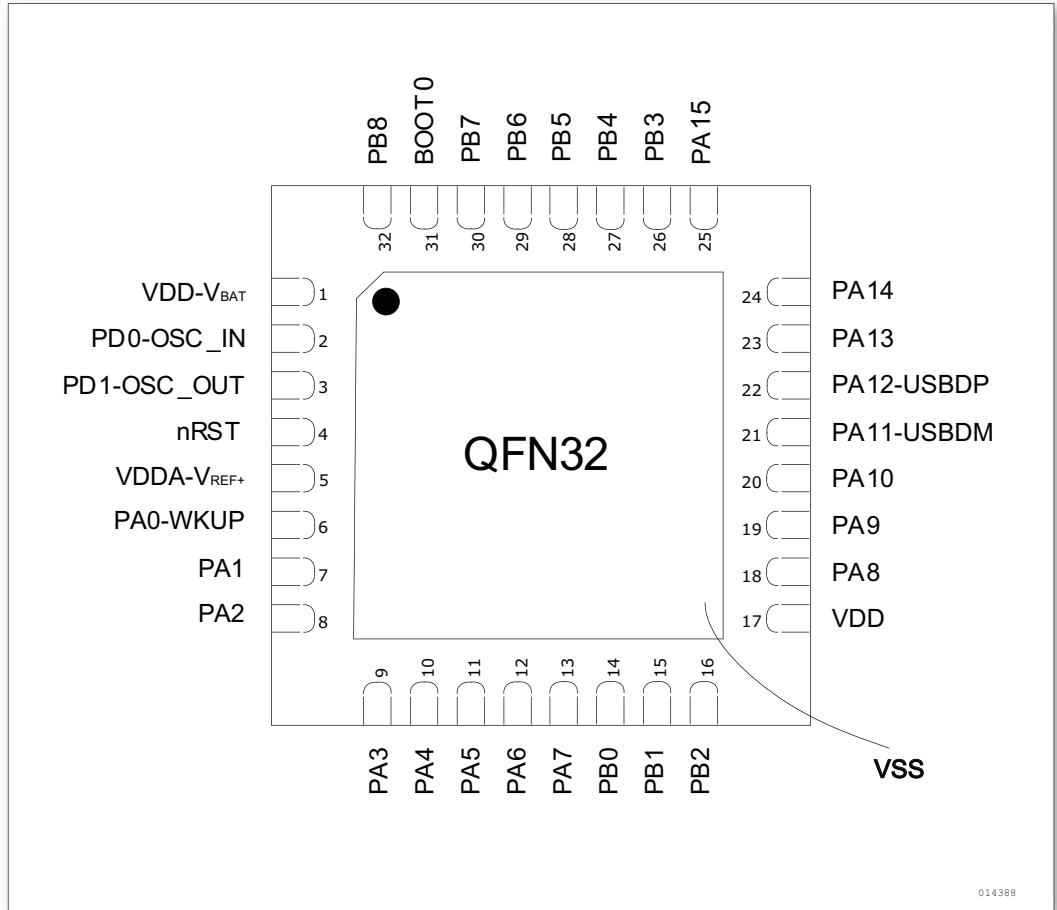 PB8
BOOT0
PB7
PB6
PB5
PB4
PB3
PA15
32
31
30
29
28
27
26
25
VDD-VBAT
1
PD0-OSC_IN
2
PD1-OSC_OUT
3
nRST
4
VDDA-VREF+
5
PA0-WKUP
6
PA1
7
PA2
8
QFN32
24
PA14
23
PA13
22
PA12-USBDP
21
PA11-USBDM
20
PA10
19
PA9
18
PA8
17
VDD
9
10
11
12
13
14
15
16
PA3
PA4
PA5
PA6
PA7
PB0
PB1
PB2
VSS
014388